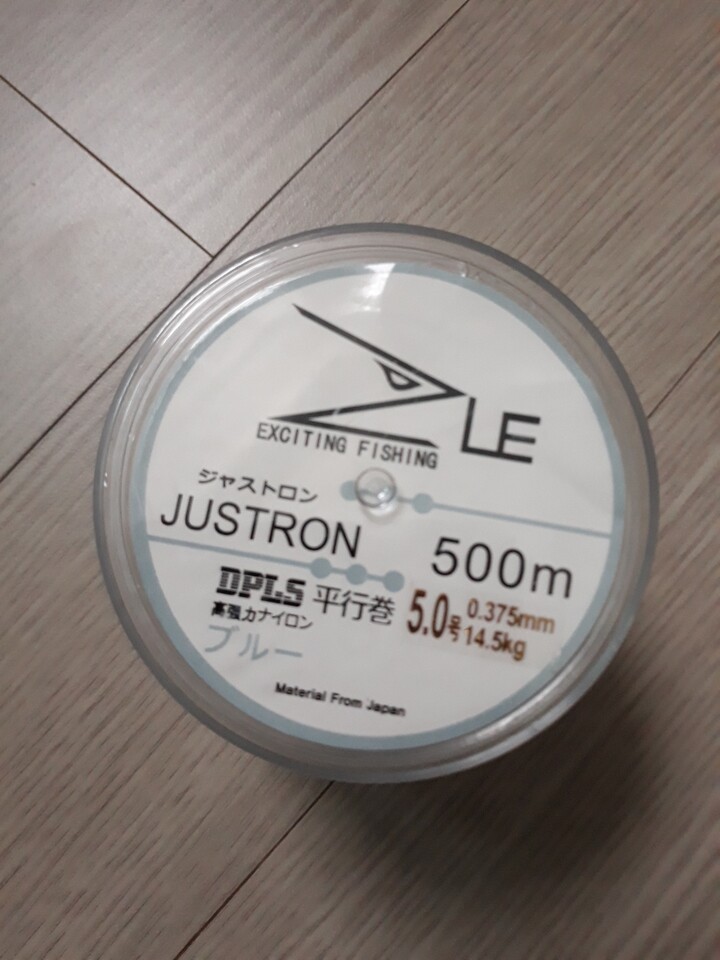 ZLE
EXCITING FISHING
ジャストロン
JUSTRON
500m
DPLS 平行巻
高強力ナイロン
ブルー
5.0号
0.375mm
14.5kg
Material From Japan